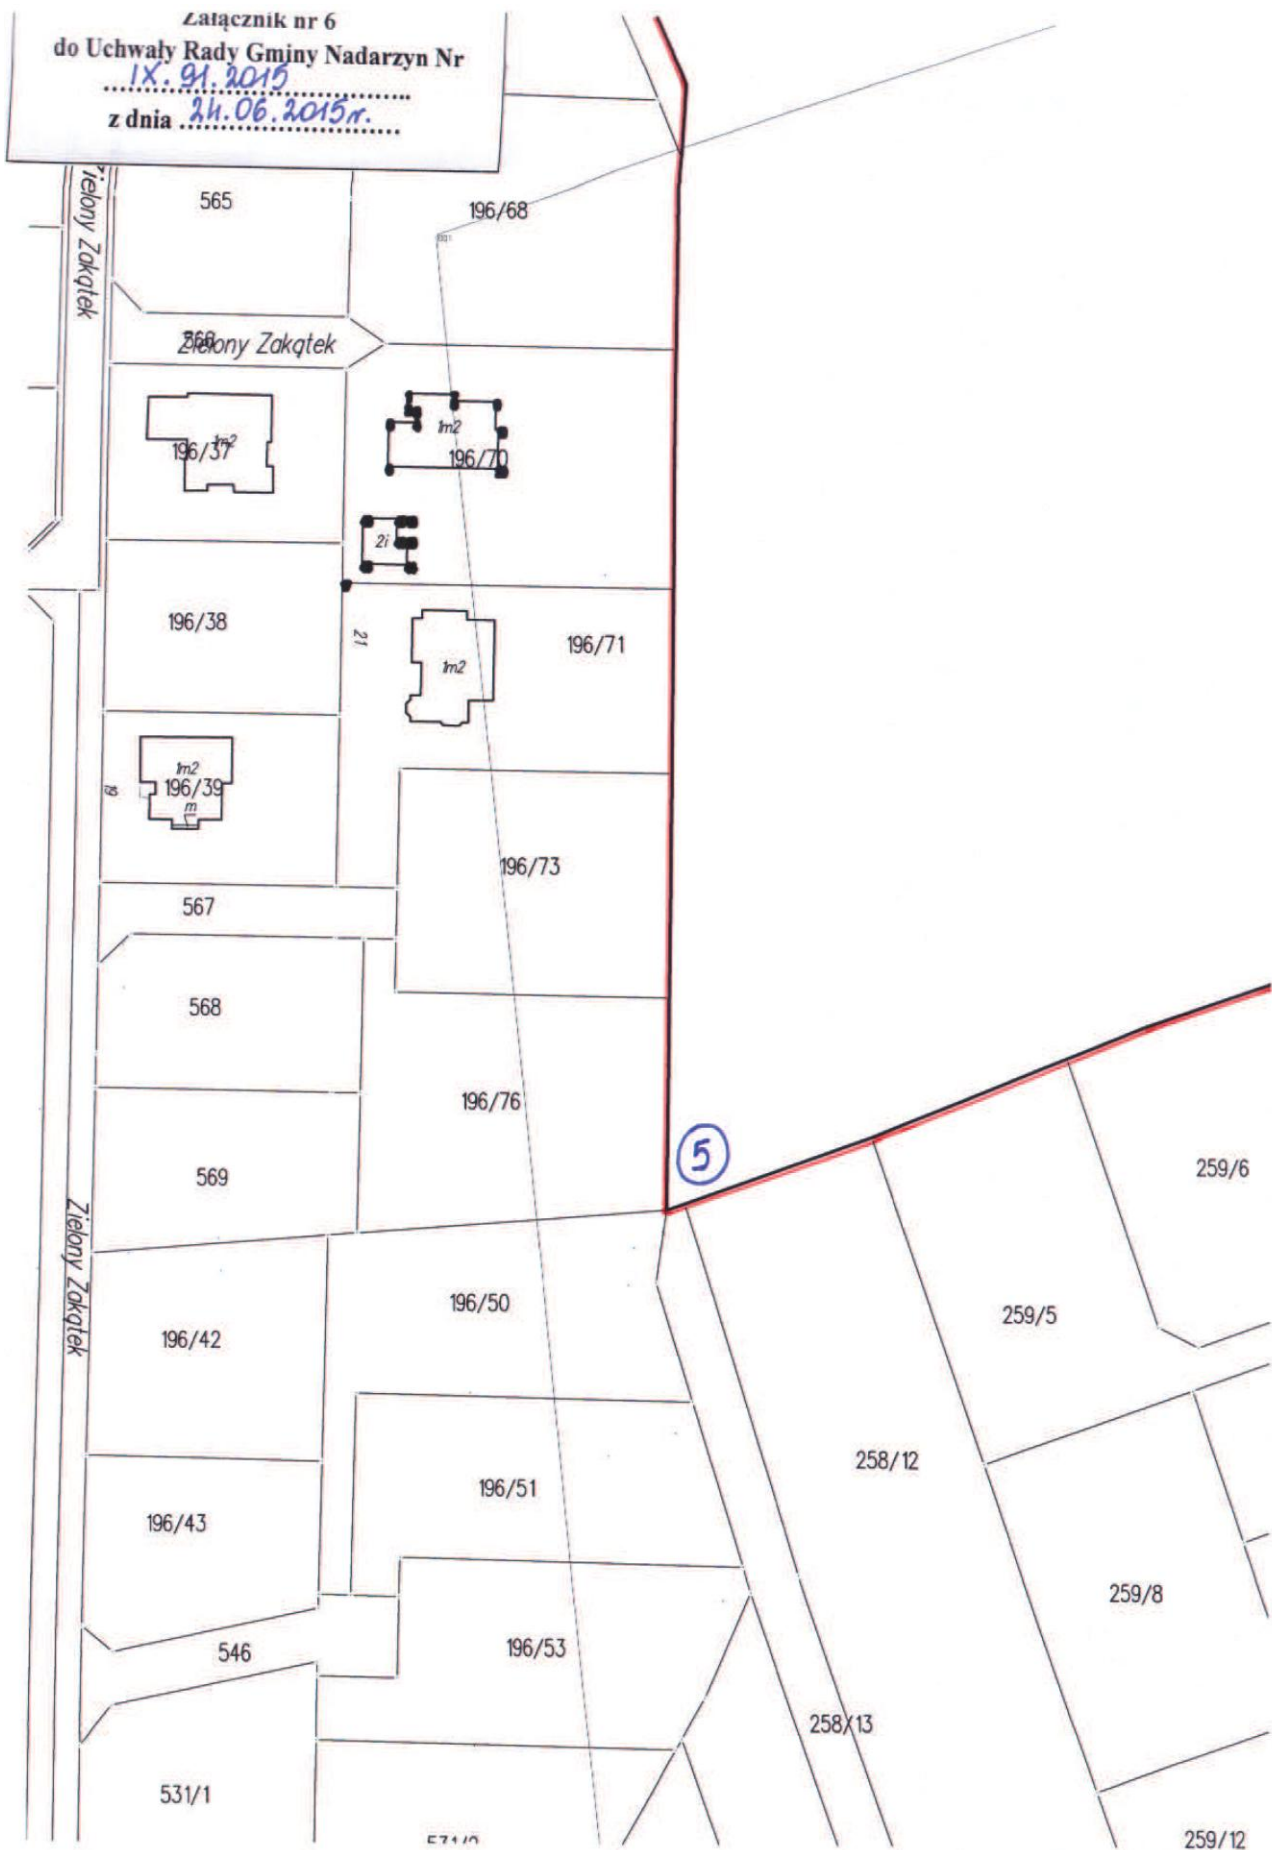 Załącznik nr 6
do Uchwały Rady Gminy Nadarzyn Nr
IX.91.2015
z dnia 24.06.2015r.
Zielony Zakątek
565
196/68
Zielony Zakątek
1m2
196/37
1m2
196/70
2i
196/38
21
196/71
1m2
1m2
196/39
m
19
196/73
567
568
196/76
569
5
259/6
Zielony Zakątek
196/50
259/5
196/42
258/12
196/51
196/43
259/8
546
196/53
258/13
531/1
259/12